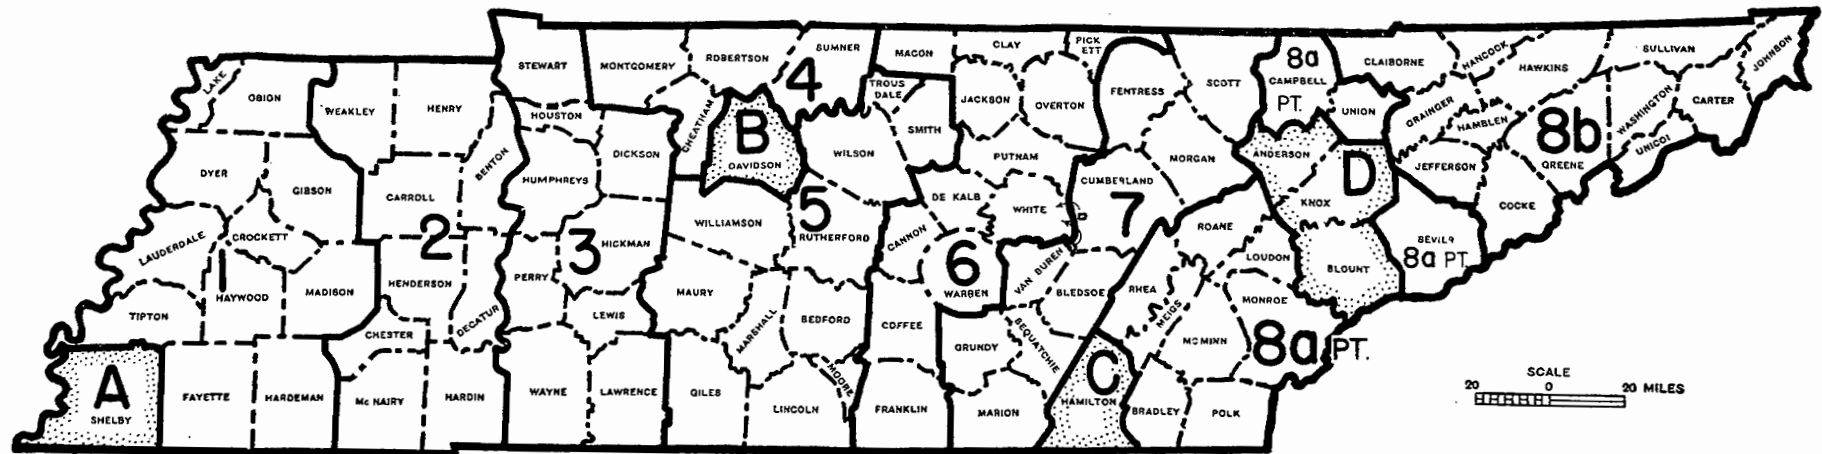 LAKE
OBION
WEAKLEY
HENRY
STEWART
MONTGOMERY
ROBERTSON
SUMNER
4
MACON
TROUS
DALE
CLAY
PICK
ETT
FENTRESS
SCOTT
8a
CAMPBELL
PT.
UNION
CLAIBORNE
HANCOCK
HAWKINS
SULLIVAN
JOHNSON
DYER
GIBSON
CARROLL
BENTON
HOUSTON
HUMPHREYS
DICKSON
CHEATHAM
B
DAVIDSON
WILSON
SMITH
JACKSON
OVERTON
PUTNAM
CUMBERLAND
MORGAN
ANDERSON
D
KNOX
GRAINGER
HAMBLEN
JEFFERSON
8b
GREENE
WASHINGTON
CARTER
UNICOI
COCKE
LAUDERDALE
CROCKETT
1
HAYWOOD
MADISON
2
HENDERSON
DECATUR
PERRY
3
HICKMAN
LEWIS
WILLIAMSON
5
RUTHERFORD
CANNON
DE KALB
WHITE
6
WARREN
VAN BUREN
7
BLEDSOE
RHEA
ROANE
LOUDON
BLOUNT
8a PT.
TIPTON
CHESTER
MAURY
MARSHALL
BEDFORD
COFFEE
GRUNDY
SEQUATCHIE
MEIGS
MONROE
8a PT.
A
SHELBY
FAYETTE
HARDEMAN
Mc NAIRY
HARDIN
WAYNE
LAWRENCE
GILES
LINCOLN
MOORE
FRANKLIN
MARION
C
HAMILTON
BRADLEY
POLK
SCALE
20 0 20 MILES